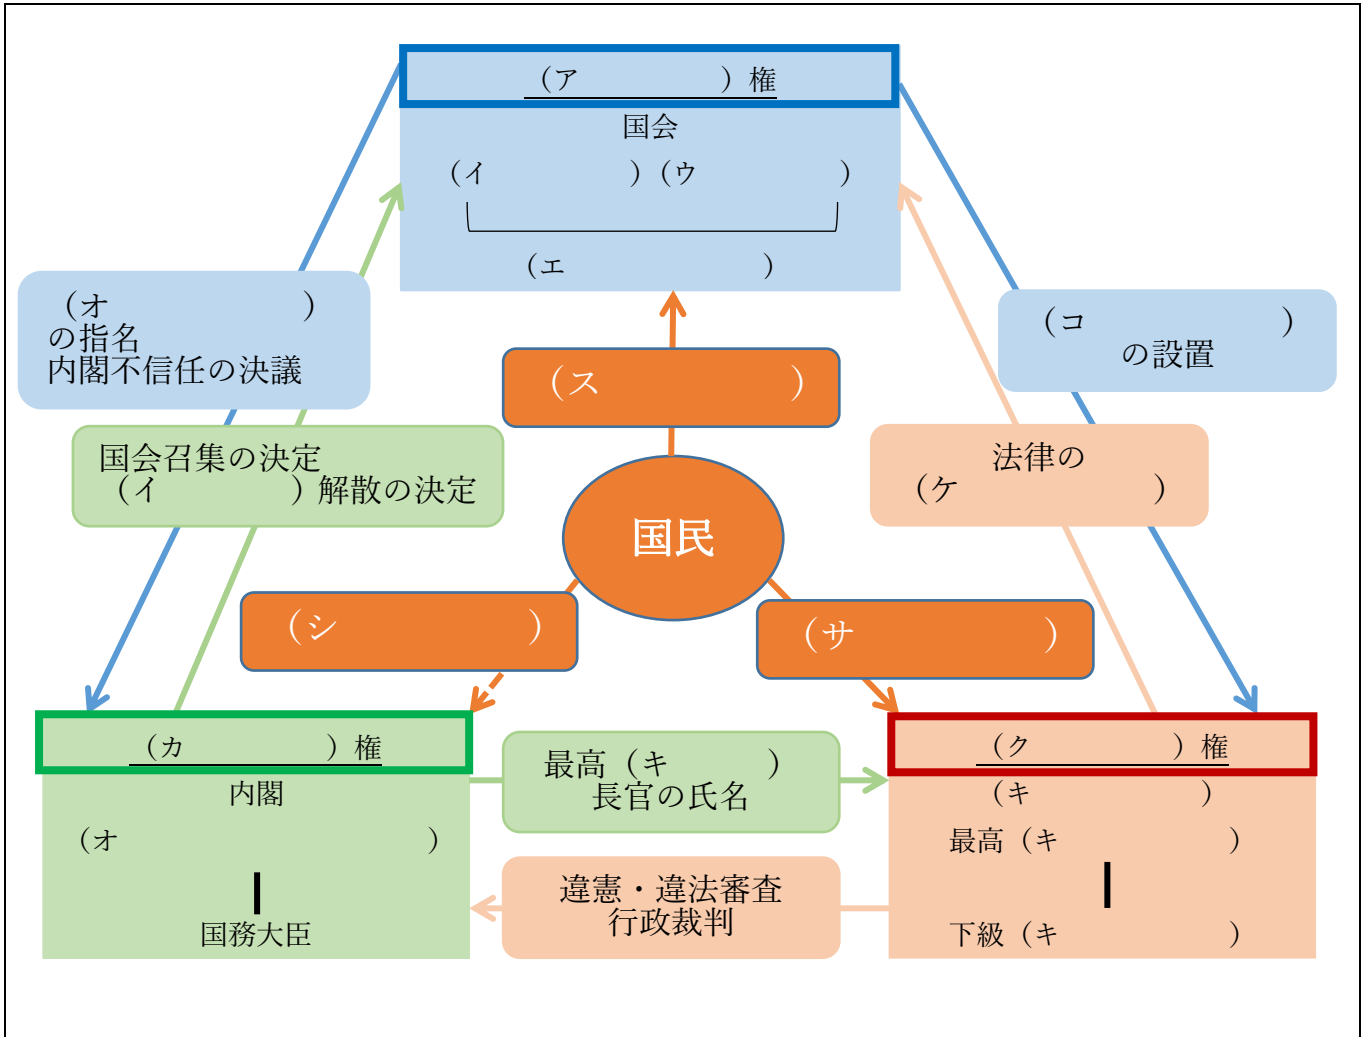 （ア　　　　　）権
国会
（イ　　　　　）（ウ　　　　　）
（エ　　　　　　　）
（オ　　　　　　）
の指名
内閣不信任の決議
（コ　　　　　　）
の設置
（ス　　　　　　）
国会召集の決定
（イ　　　　）解散の決定
法律の
（ケ　　　　　　）
国民
（シ　　　　　　）
（サ　　　　　　）
（カ　　　　　）権
内閣
（オ　　　　　　　　　　　）
国務大臣
最高（キ　　　）
長官の氏名
違憲・違法審査
行政裁判
（ク　　　　　）権
（キ　　　　　　）
最高（キ　　　　　　）
下級（キ　　　　　　）